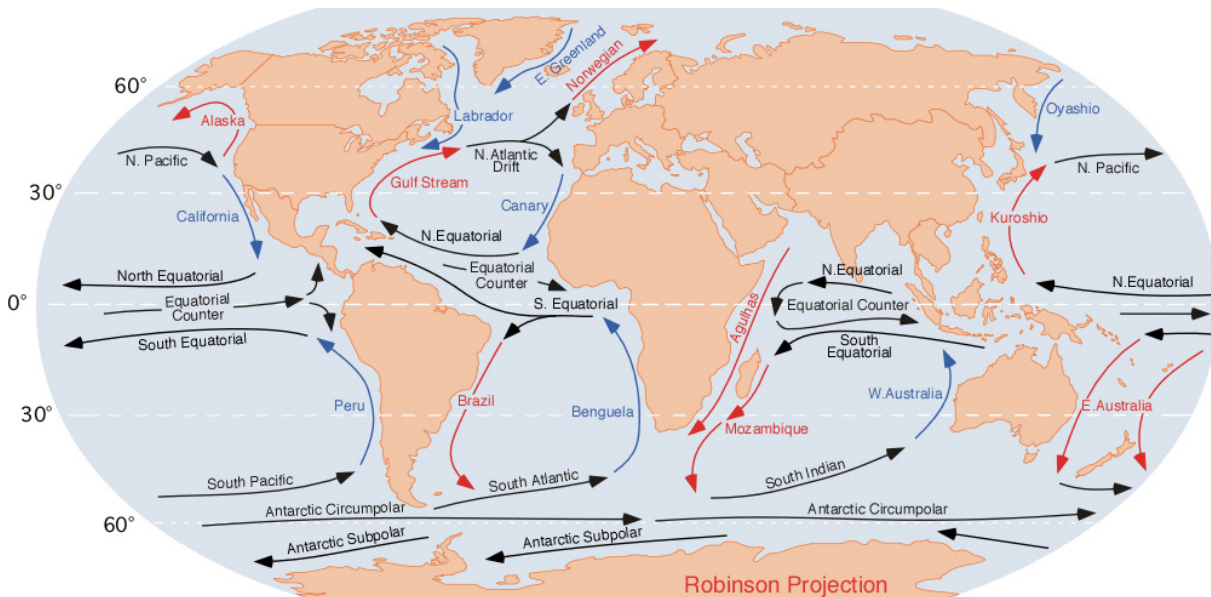 E. Greenland
Norwegian
60°
Labrador
Oyashio
Alaska
N. Pacific
N.Atlantic
Drift
N. Pacific
30°
Gulf Stream
California
Canary
Kuroshio
N.Equatorial
North Equatorial
Equatorial
Counter
N.Equatorial
N.Equatorial
0°
Equatorial
Counter
S. Equatorial
Agulhas
Equatorial Counter
South Equatorial
South
Equatorial
Peru
Brazil
Benguela
W.Australia
E.Australia
30°
Mozambique
South Pacific
South Atlantic
South Indian
Antarctic Circumpolar
Antarctic Circumpolar
60°
Antarctic Subpolar
Antarctic Subpolar
Robinson Projection